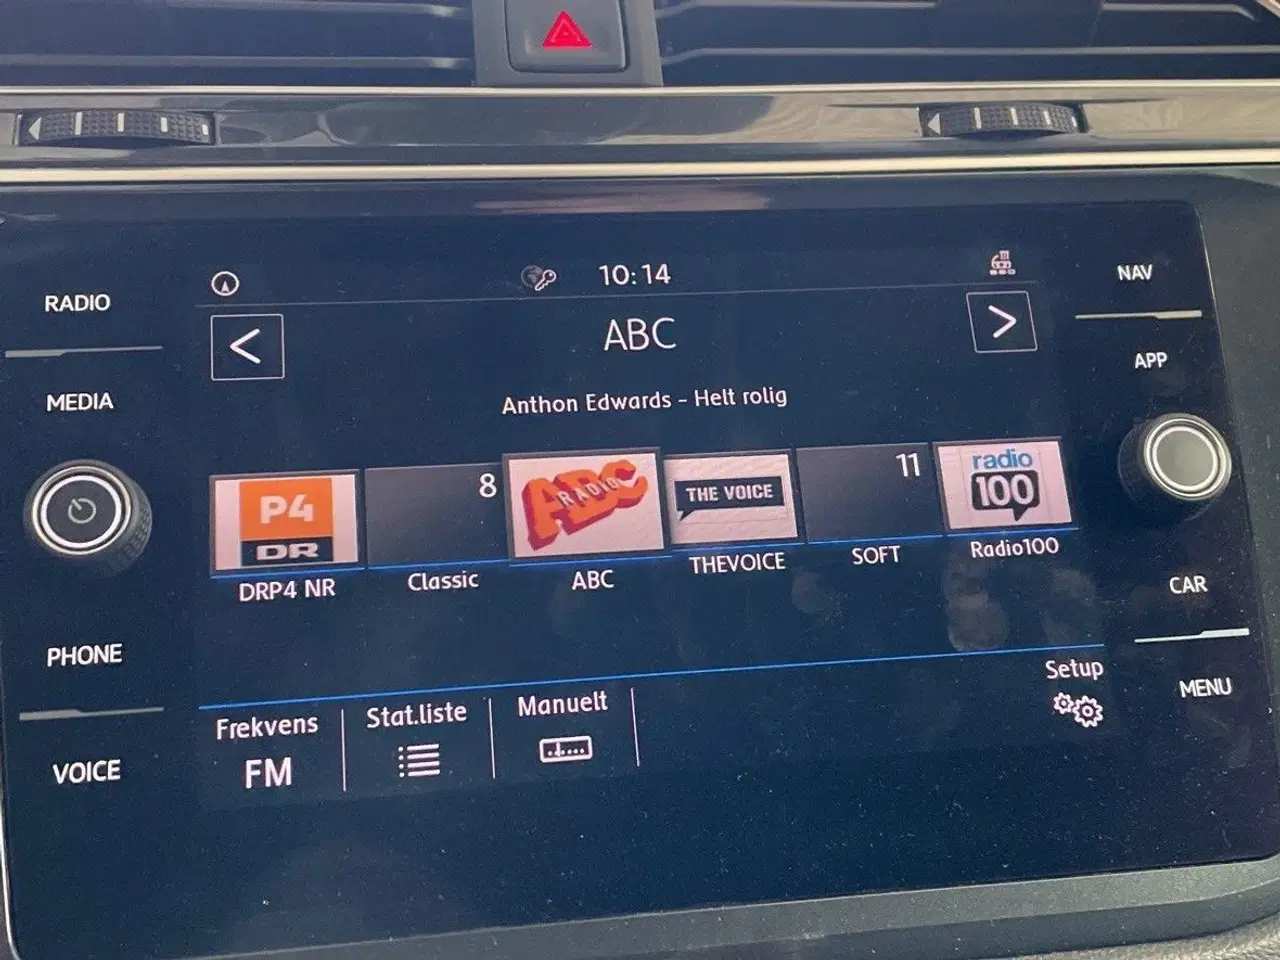 RADIO
MEDIA
PHONE
VOICE
10:14
ABC
Anthon Edwards - Helt rolig
P4
DR
DRP4 NR
8
Classic
ABC
RADIO
ABC
THE VOICE
THEVOICE
11
SOFT
radio
100
Radio100
Frekvens
FM
Stat.liste
Manuelt
Setup
NAV
APP
CAR
MENU